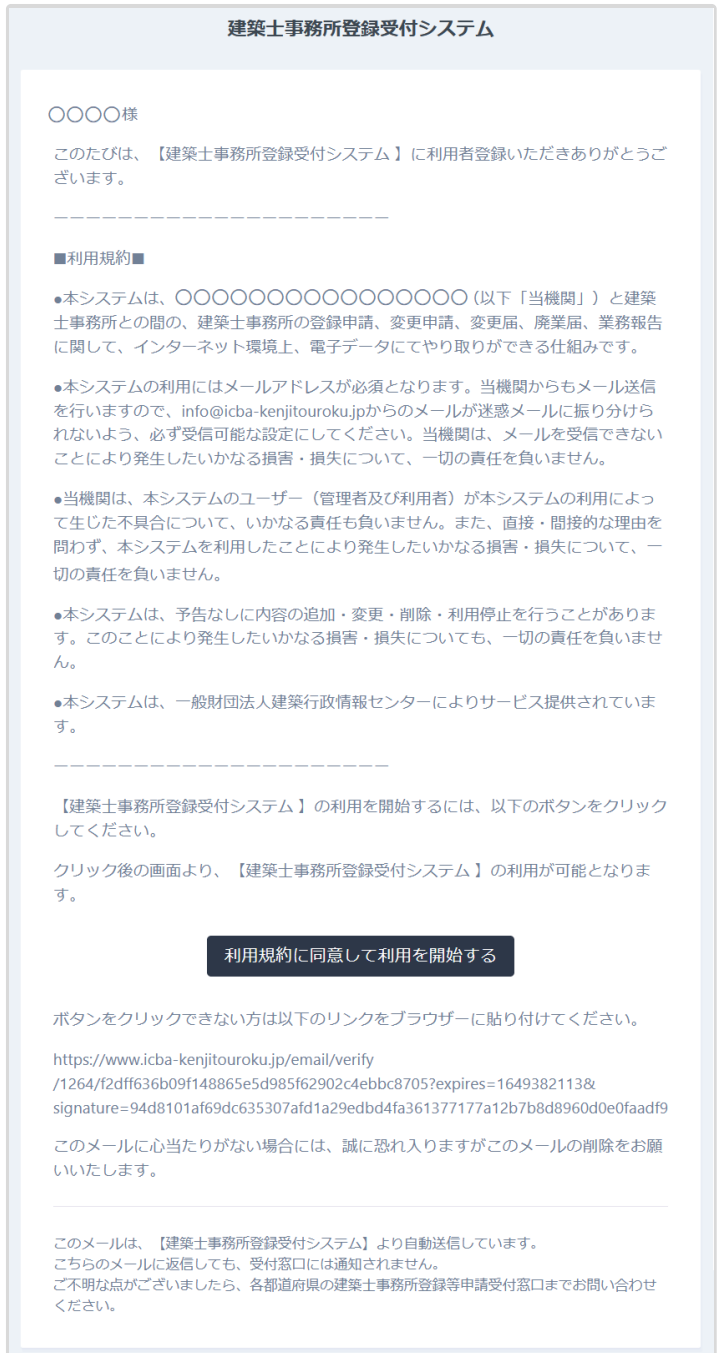 建築士事務所登録受付システム
〇〇〇〇様
このたびは、【建築士事務所登録受付システム 】に利用者登録いただきありがとうご
ざいます。
ーーーーーーーーーーーーーーーーーーーーー
■利用規約■
●本システムは、〇〇〇〇〇〇〇〇〇〇〇〇〇〇〇〇(以下「当機関」）と建築
士事務所との間の、建築士事務所の登録申請、変更申請、変更届、廃業届、業務報告
に関して、インターネット環境上、電子データにてやり取りができる仕組みです。
●本システムの利用にはメールアドレスが必須となります。当機関からもメール送信
を行いますので、info@icba-kenjitouroku.jpからのメールが迷惑メールに振り分けら
れないよう、必ず受信可能な設定にしてください。当機関は、メールを受信できない
ことにより発生したいかなる損害・損失について、一切の責任を負いません。
●当機関は、本システムのユーザー（管理者及び利用者）が本システムの利用によっ
て生じた不具合について、いかなる責任も負いません。また、直接・間接的な理由を
問わず、本システムを利用したことにより発生したいかなる損害・損失について、一
切の責任を負いません。
●本システムは、予告なしに内容の追加・変更・削除・利用停止を行うことがありま
す。このことにより発生したいかなる損害・損失についても、一切の責任を負いませ
ん。
●本システムは、一般財団法人建築行政情報センターによりサービス提供されていま
す。
ーーーーーーーーーーーーーーーーーーーーー
【建築士事務所登録受付システム 】の利用を開始するには、以下のボタンをクリック
してください。
クリック後の画面より、【建築士事務所登録受付システム 】の利用が可能となりま
す。
利用規約に同意して利用を開始する
ボタンをクリックできない方は以下のリンクをブラウザーに貼り付けてください。
https://www.icba-kenjitouroku.jp/email/verify
/1264/f2dff636b09f148865e5d985f62902c4ebbc8705?expires=1649382113&
signature=94d8101af69dc635307afd1a29edbd4fa361377177a12b7b8d8960d0e0faadf9
このメールに心当たりがない場合には、誠に恐れ入りますがこのメールの削除をお願
いいたします。
このメールは、【建築士事務所登録受付システム】より自動送信しています。
こちらのメールに返信しても、受付窓口には通知されません。
ご不明な点がございましたら、各都道府県の建築士事務所登録等申請受付窓口までお問い合わせ
ください。